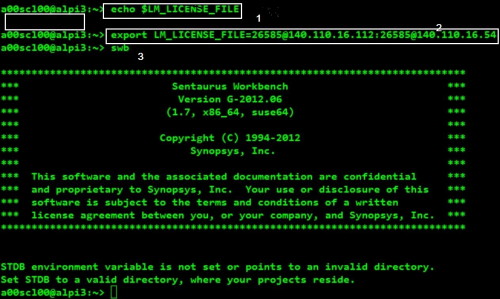 a00scl00@alpi3:~> echo $LM_LICENSE_FILE
1
2
a00scl00@alpi3:~> export LM_LICENSE_FILE=26585@140.110.16.112:26585@140.110.16.54
a00scl00@alpi3:~> swb
3
***********************************************************************
*** Sentaurus Workbench ***
*** Version G-2012.06 ***
*** (1.7, x86_64, suse64) ***
*** ***
*** Copyright (C) 1994-2012 ***
*** Synopsys, Inc. ***
*** ***
*** This software and the associated documentation are confidential ***
*** and proprietary to Synopsys, Inc. Your use or disclosure of this ***
*** software is subject to the terms and conditions of a written ***
*** license agreement between you, or your company, and Synopsys, Inc. ***
***********************************************************************
STDB environment variable is not set or points to an invalid directory.
Set STDB to a valid directory, where your projects reside.
a00scl00@alpi3:~>